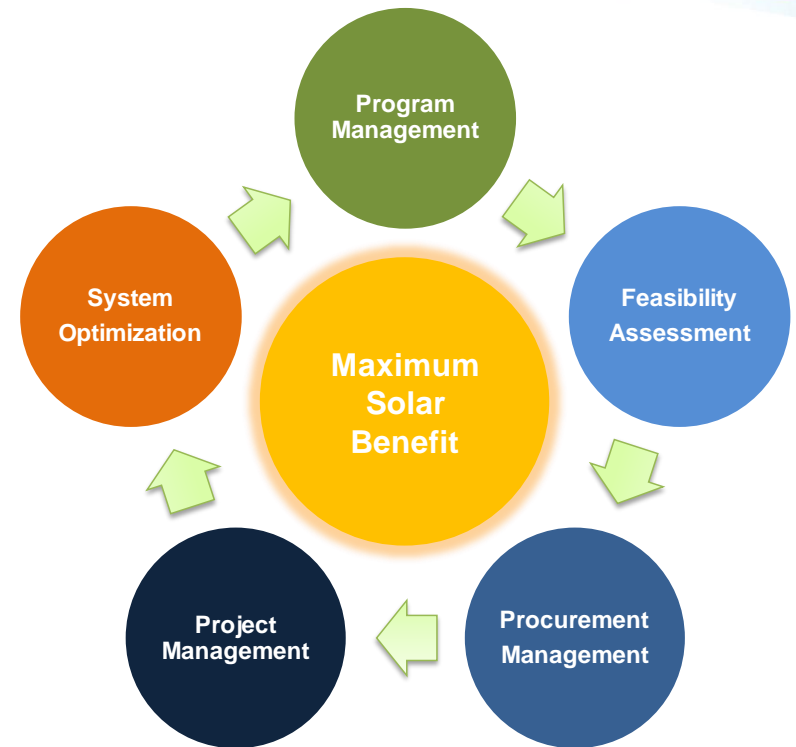 Program
Management
Feasibility
Assessment
Procurement
Management
Project
Management
System
Optimization
Maximum
Solar
Benefit